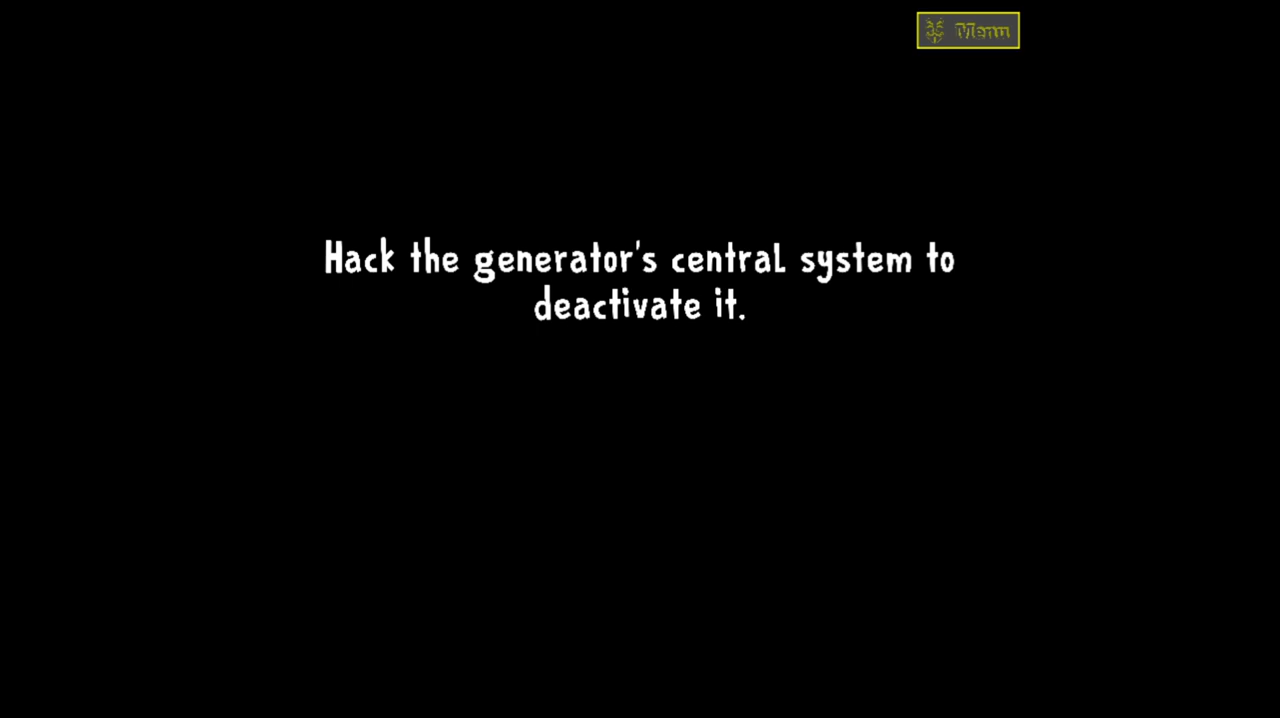 Menu
Hack the generator's central system to
deactivate it.